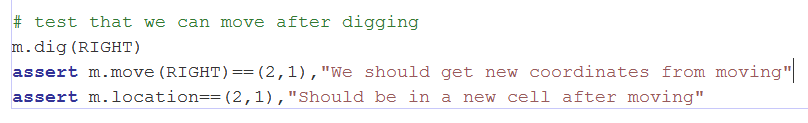 # test that we can move after digging
m.dig(RIGHT)
assert m.move(RIGHT)==(2,1),"We should get new coordinates from moving"
assert m.location==(2,1),"Should be in a new cell after moving"